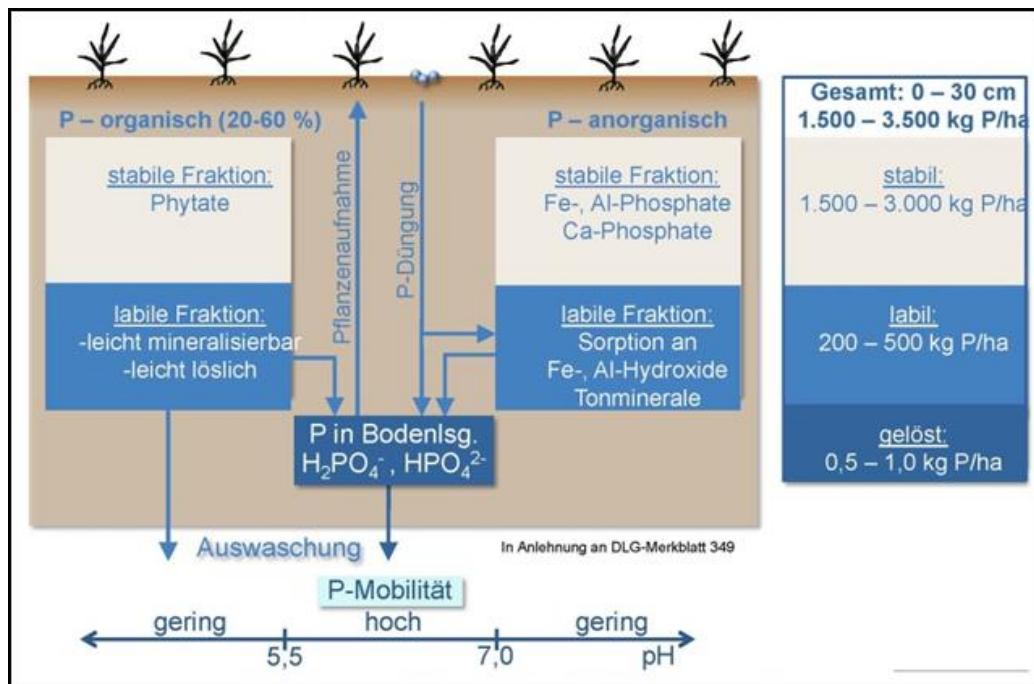 Gesamt: 0 – 30 cm
1.500 – 3.500 kg P/ha
P – organisch (20-60 %)
P – anorganisch
stabile Fraktion:
Phytate
Pflanzenaufnahme
P-Düngung
stabile Fraktion:
Fe-, Al-Phosphate
Ca-Phosphate
stabil:
1.500 – 3.000 kg P/ha
labile Fraktion:
-leicht mineralisierbar
-leicht löslich
labile Fraktion:
Sorption an
Fe-, Al-Hydroxide
Tonminerale
labil:
200 – 500 kg P/ha
P in Bodenlsg.
H₂PO₄⁻, HPO₄²⁻
gelöst:
0,5 – 1,0 kg P/ha
Auswaschung
In Anlehnung an DLG-Merkblatt 349
P-Mobilität
gering hoch gering
5,5 7,0 pH